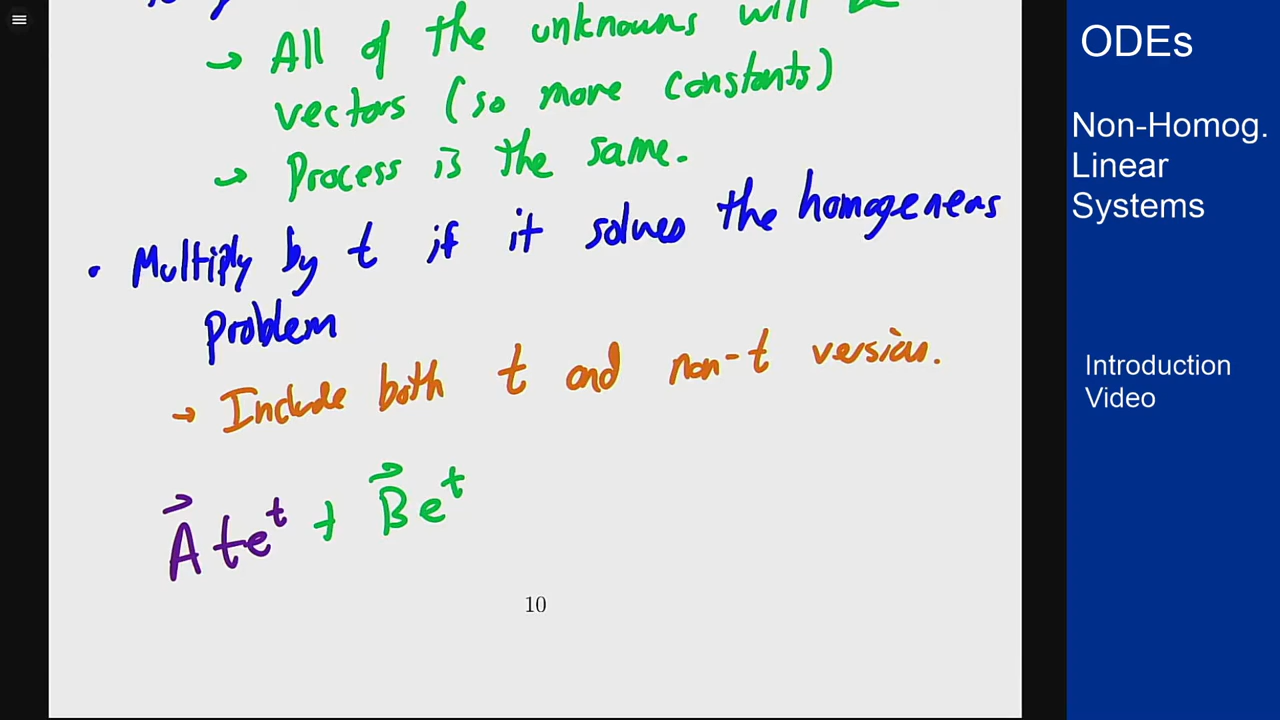 → All of the unknowns will be
vectors (so more constants)
→ Process is the same.
• Multiply by t if it solves the homogeneous
problem
→ Include both t and non-t version.
A⃗ te^t + B⃗ e^t
10
ODEs
Non-Homog.
Linear
Systems
Introduction
Video